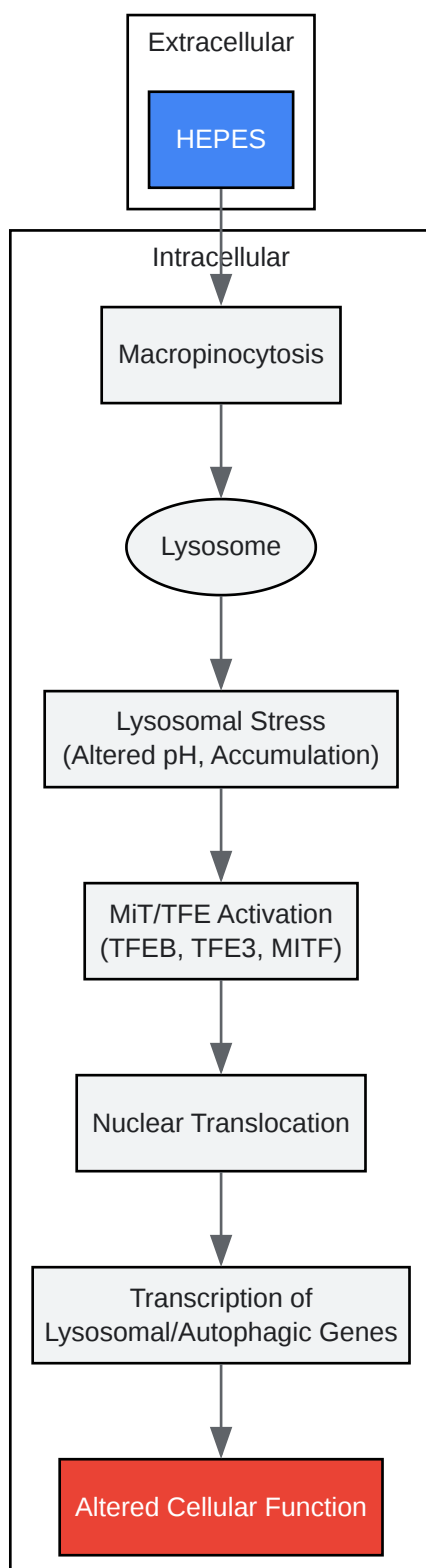 Extracellular
HEPES
Intracellular
Macropinocytosis
Lysosome
Lysosomal Stress
(Altered pH, Accumulation)
MiT/TFE Activation
(TFEB, TFE3, MITF)
Nuclear Translocation
Transcription of
Lysosomal/Autophagic Genes
Altered Cellular Function